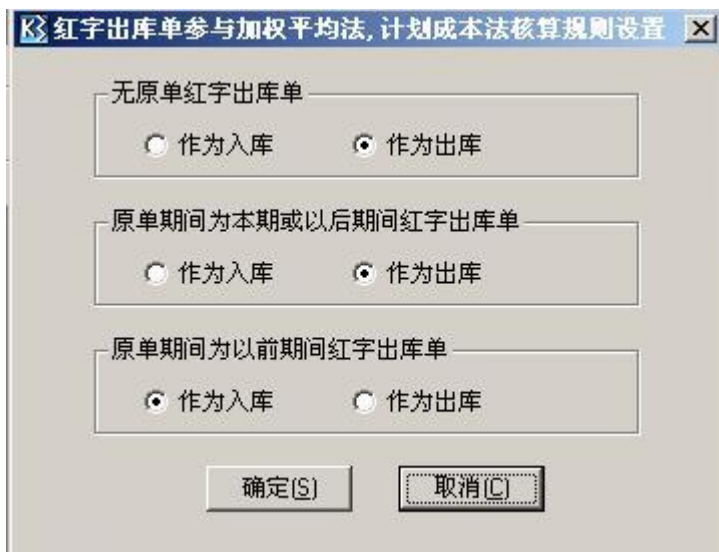 K3 红字出库单参与加权平均法,计划成本法核算规则设置
无原单红字出库单
作为入库 作为出库
原单期间为本期或以后期间红字出库单
作为入库 作为出库
原单期间为以前期间红字出库单
作为入库 作为出库
确定(S) 取消(C)